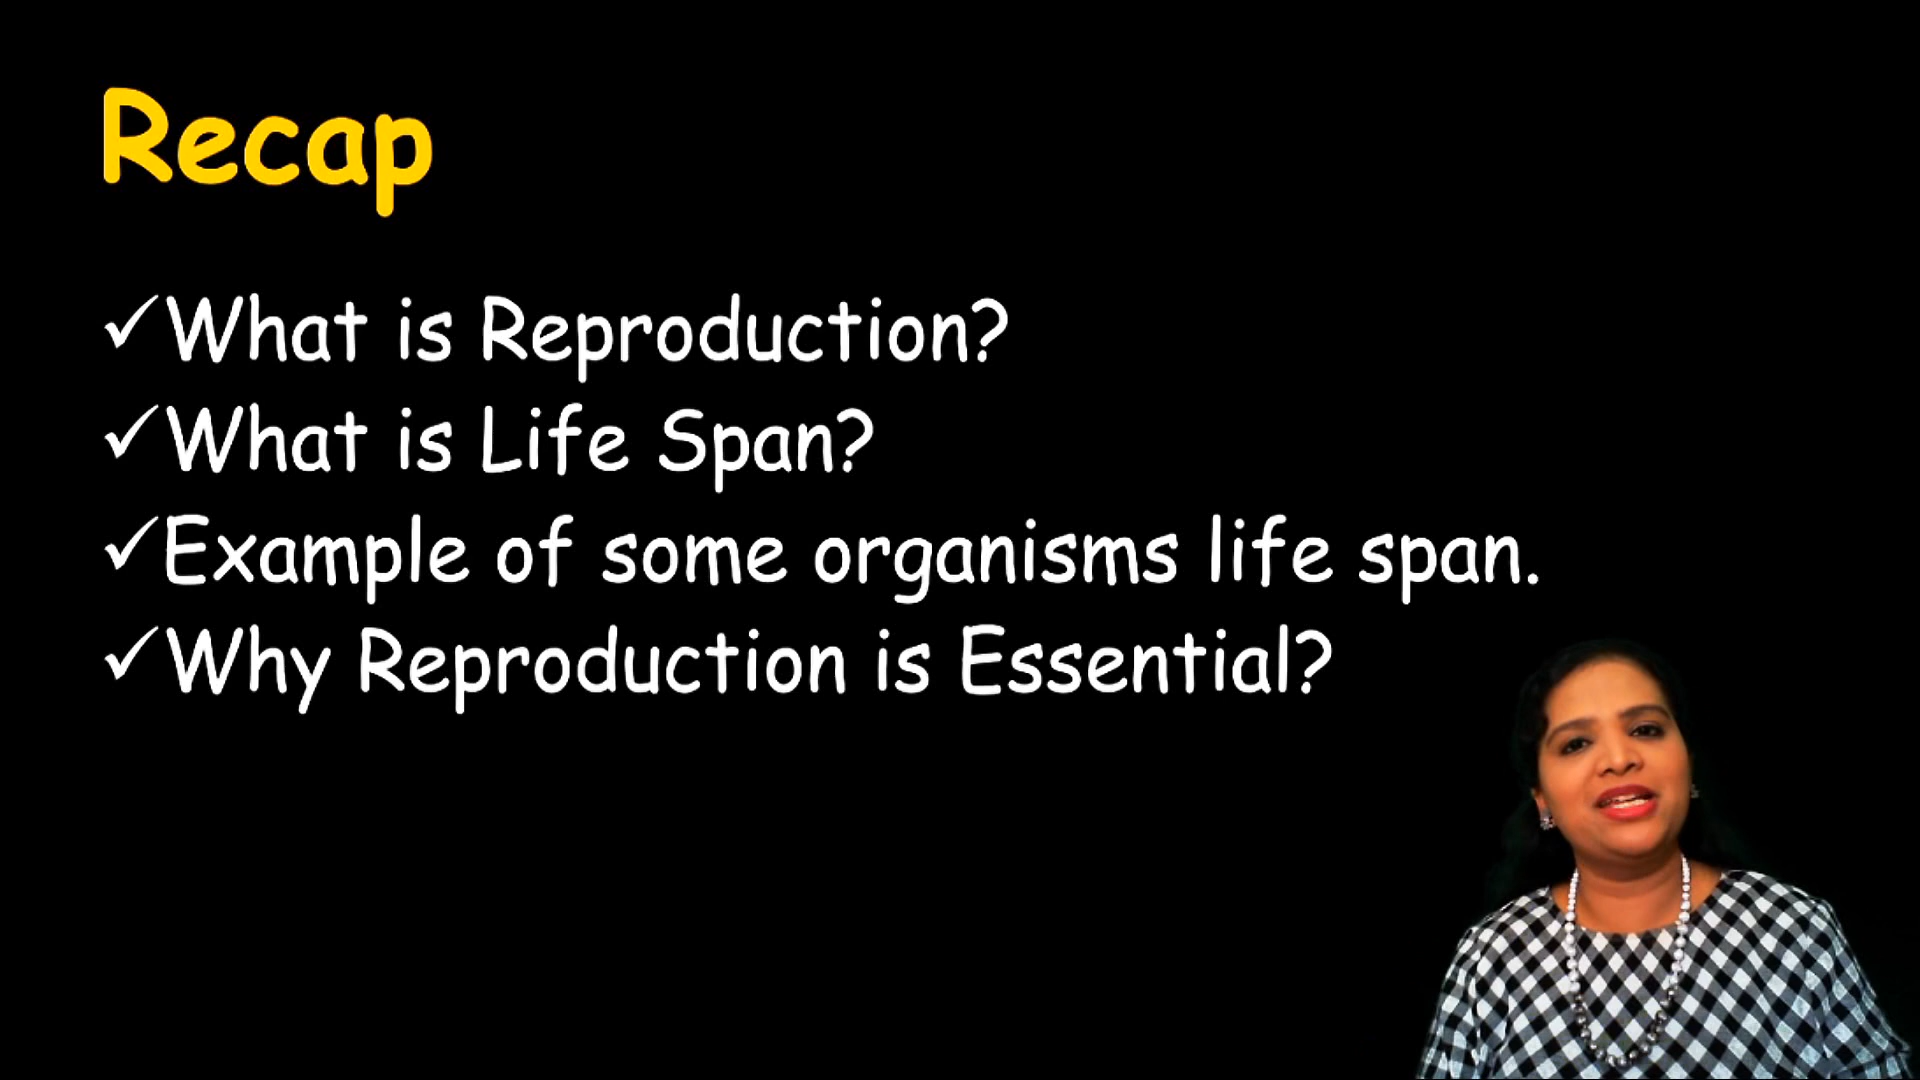 Recap
✓What is Reproduction?
✓What is Life Span?
✓Example of some organisms life span.
✓Why Reproduction is Essential?